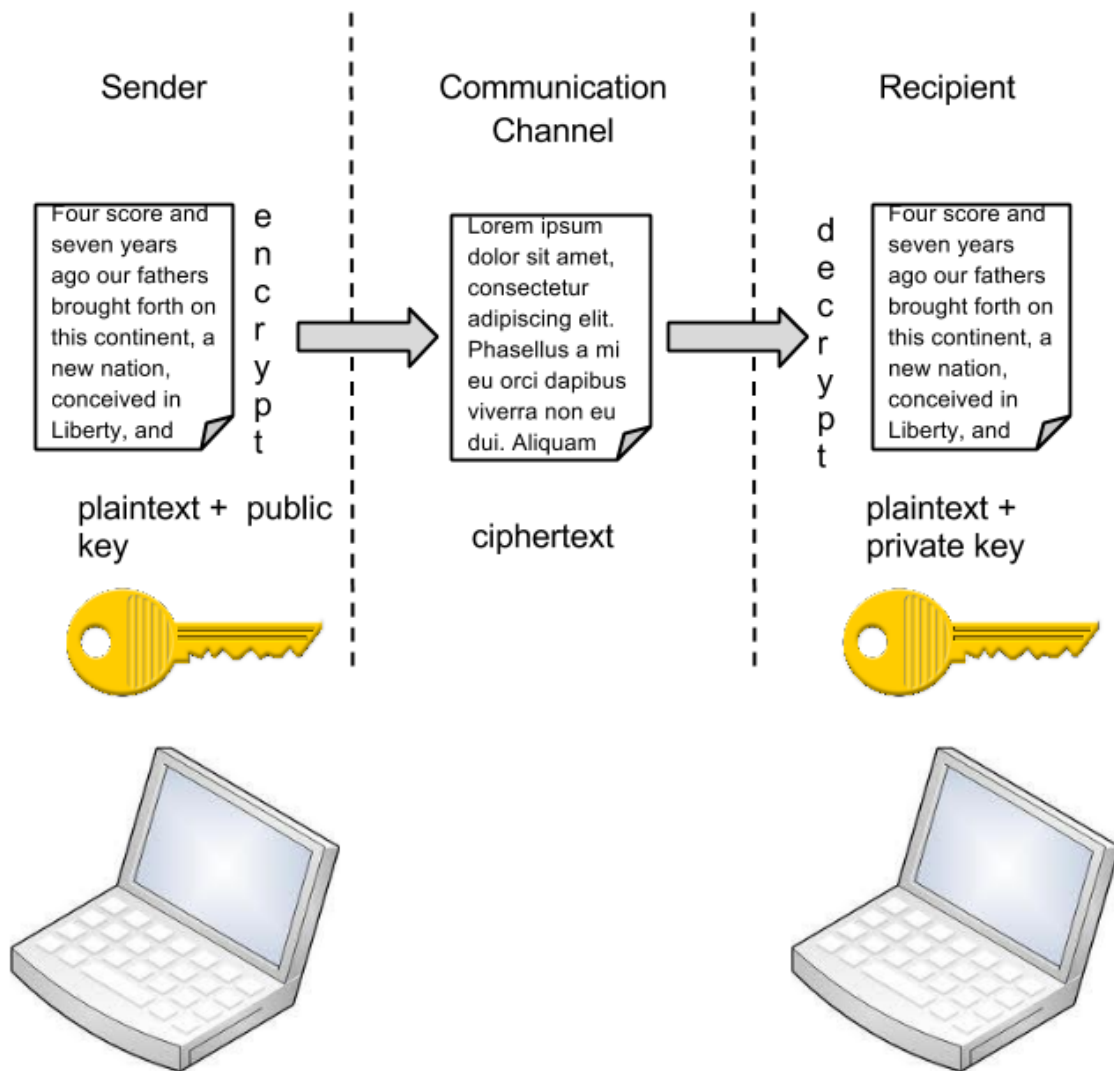 Sender
Communication
Channel
Recipient
Four score and
seven years
ago our fathers
brought forth on
this continent, a
new nation,
conceived in
Liberty, and
encrypt
plaintext + public
key
Lorem ipsum
dolor sit amet,
consectetur
adipiscing elit.
Phasellus a mi
eu orci dapibus
viverra non eu
dui. Aliquam
ciphertext
decrypt
Four score and
seven years
ago our fathers
brought forth on
this continent, a
new nation,
conceived in
Liberty, and
plaintext +
private key